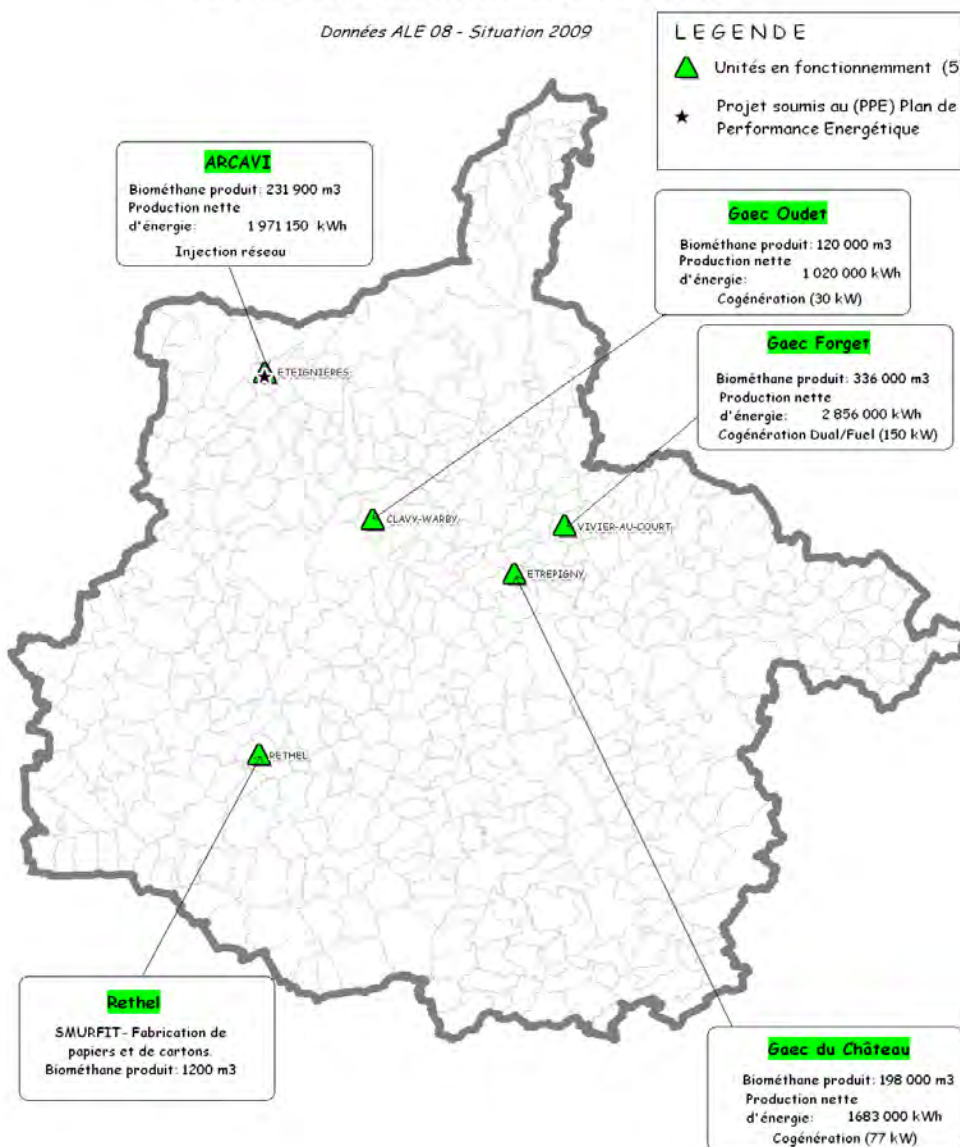 Données ALE 08 - Situation 2009
LEGENDE
Unités en fonctionnemment (5
Projet soumis au (PPE) Plan de
Performance Energétique
ARCAVI
Biométhane produit: 231 900 m3
Production nette
d'énergie: 1 971 150 kWh
Injection réseau
Gaec Oudet
Biométhane produit: 120 000 m3
Production nette
d'énergie: 1 020 000 kWh
Cogénération (30 kW)
Gaec Forget
Biométhane produit: 336 000 m3
Production nette
d'énergie: 2 856 000 kWh
Cogénération Dual/Fuel (150 kW)
ETEIGNIERES
CLAVY-WARBY
VIVIER-AU-COURT
ETREPIGNY
RETHEL
Rethel
SMURFIT- Fabrication de
papiers et de cartons.
Biométhane produit: 1200 m3
Gaec du Château
Biométhane produit: 198 000 m3
Production nette
d'énergie: 1683 000 kWh
Cogénération (77 kW)